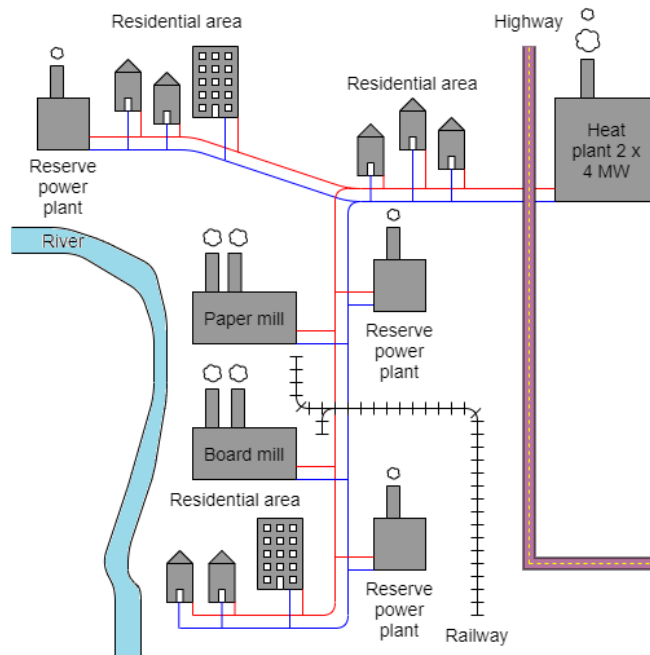 Residential area
Highway
Residential area
Heat
plant 2 x
4 MW
Reserve
power
plant
River
Paper mill
Reserve
power
plant
Board mill
Residential area
Reserve
power
plant
Railway